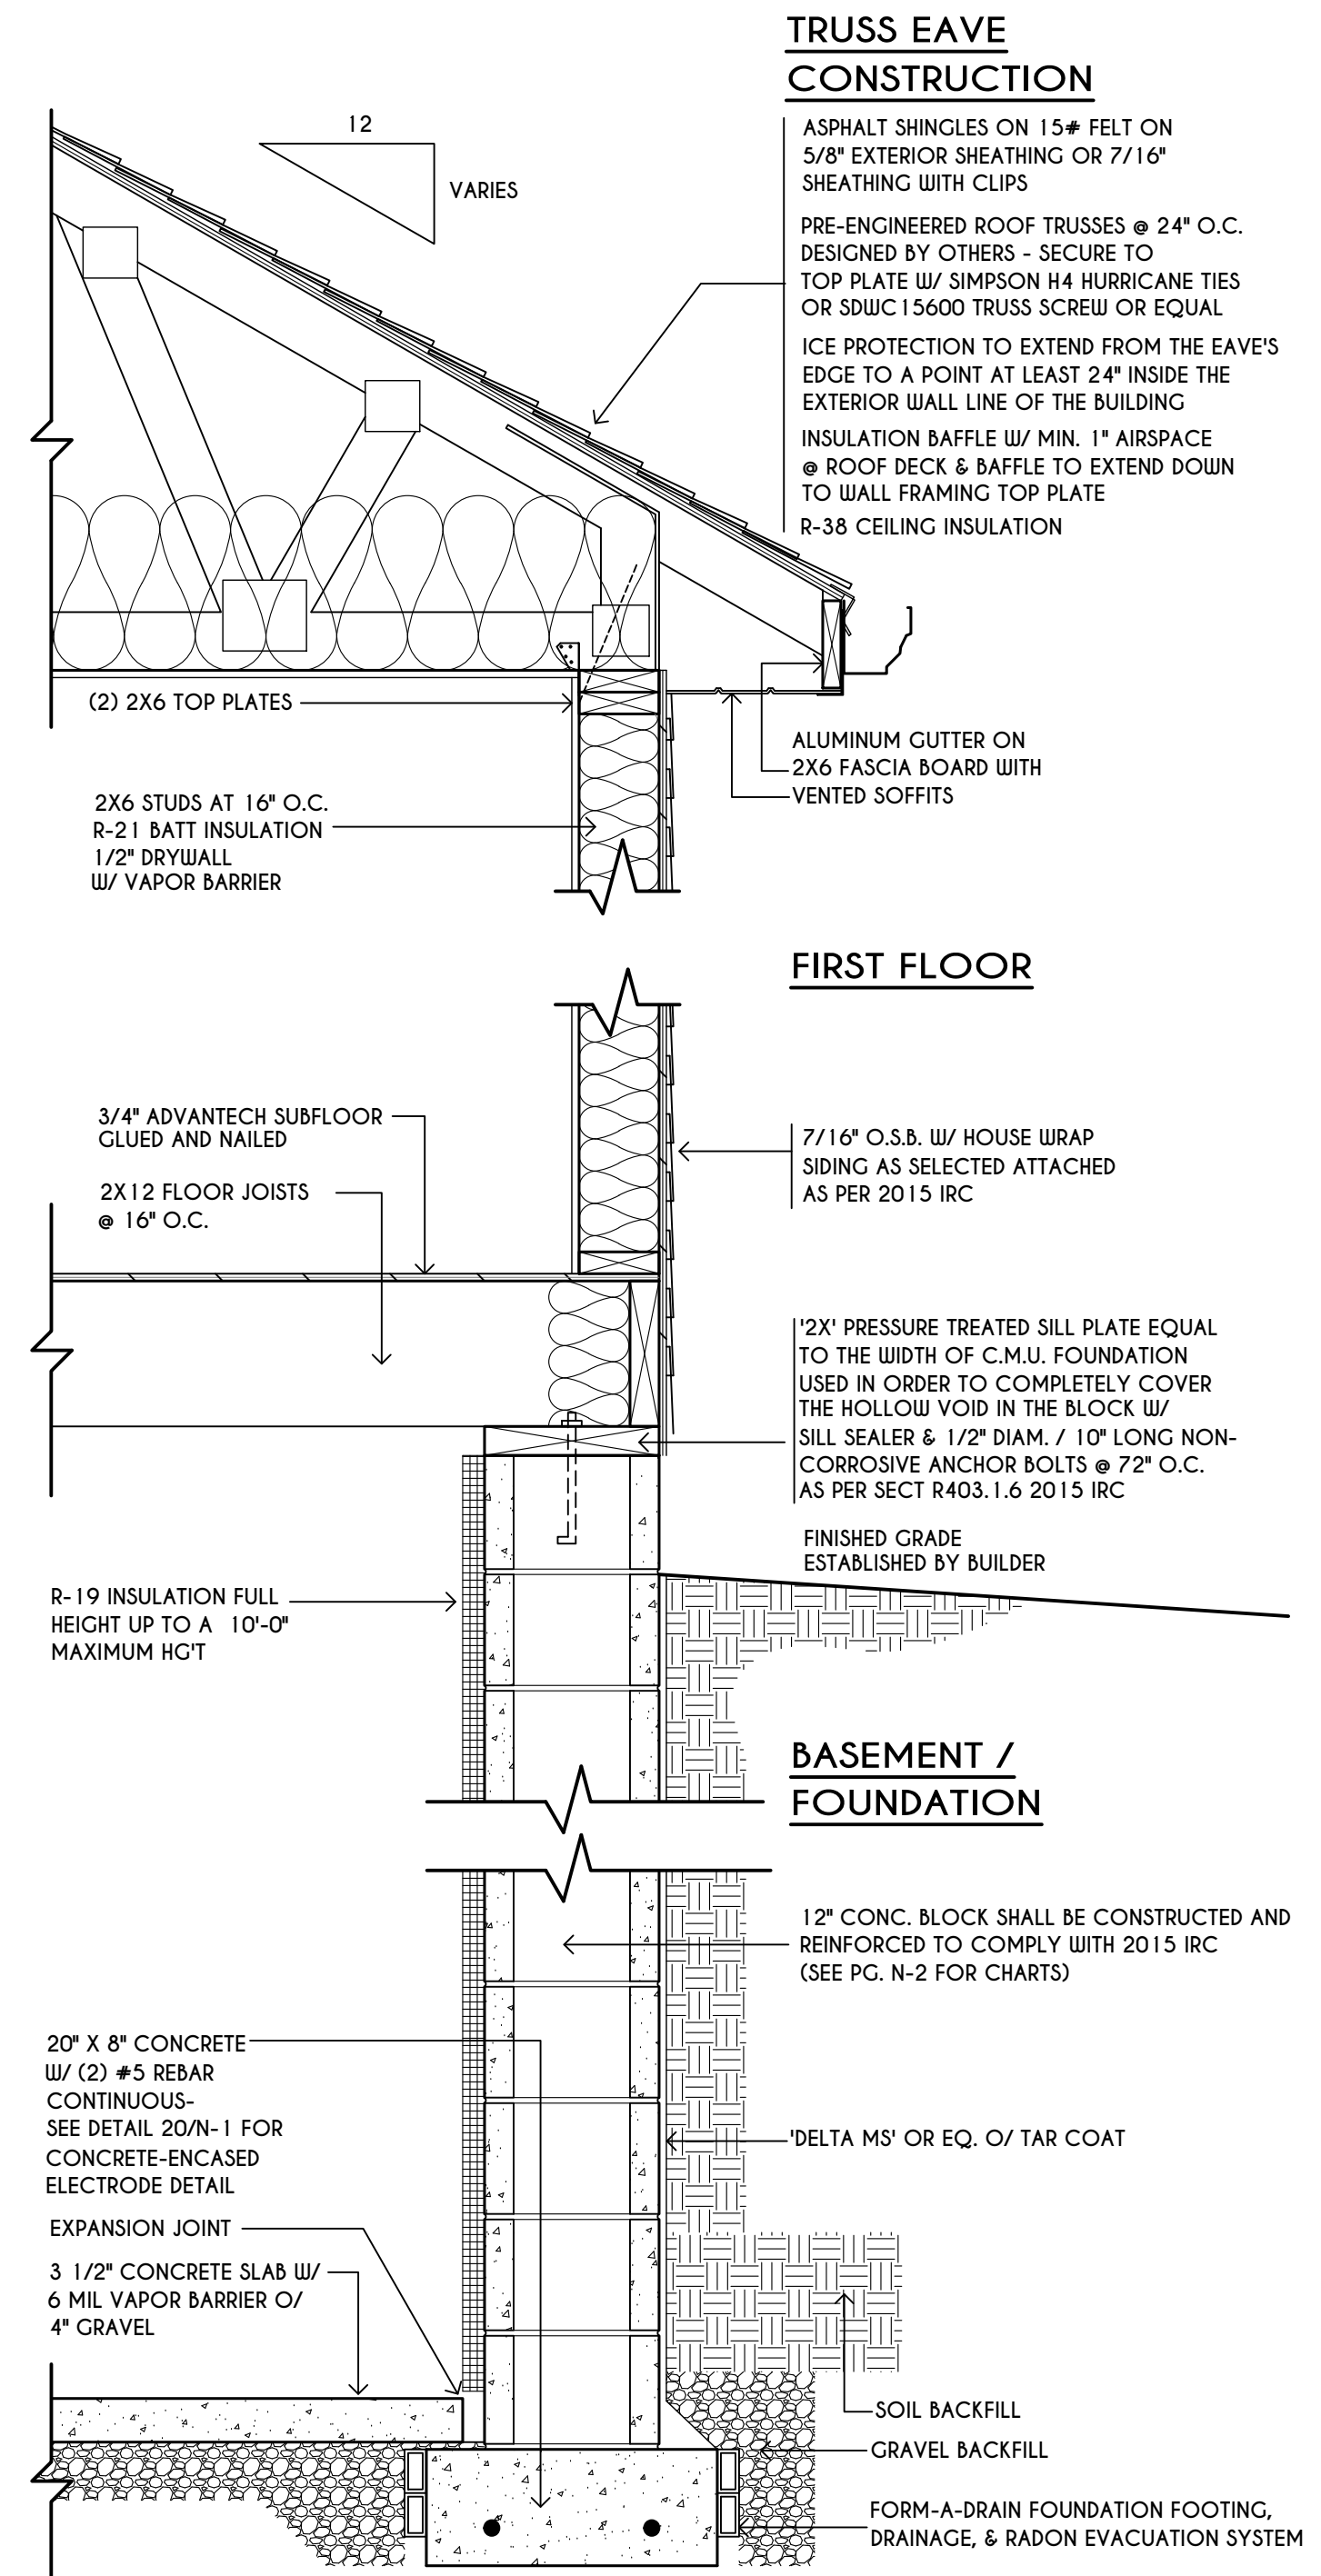 TRUSS EAVE
CONSTRUCTION
12
VARIES
ASPHALT SHINGLES ON 15# FELT ON
5/8" EXTERIOR SHEATHING OR 7/16"
SHEATHING WITH CLIPS
PRE-ENGINEERED ROOF TRUSSES @ 24" O.C.
DESIGNED BY OTHERS - SECURE TO
TOP PLATE W/ SIMPSON H4 HURRICANE TIES
OR SDWC15600 TRUSS SCREW OR EQUAL
ICE PROTECTION TO EXTEND FROM THE EAVE'S
EDGE TO A POINT AT LEAST 24" INSIDE THE
EXTERIOR WALL LINE OF THE BUILDING
INSULATION BAFFLE W/ MIN. 1" AIRSPACE
@ ROOF DECK & BAFFLE TO EXTEND DOWN
TO WALL FRAMING TOP PLATE
R-38 CEILING INSULATION
(2) 2X6 TOP PLATES
ALUMINUM GUTTER ON
2X6 FASCIA BOARD WITH
VENTED SOFFITS
2X6 STUDS AT 16" O.C.
R-21 BATT INSULATION
1/2" DRYWALL
W/ VAPOR BARRIER
FIRST FLOOR
3/4" ADVANTECH SUBFLOOR
GLUED AND NAILED
2X12 FLOOR JOISTS
@ 16" O.C.
7/16" O.S.B. W/ HOUSE WRAP
SIDING AS SELECTED ATTACHED
AS PER 2015 IRC
'2X' PRESSURE TREATED SILL PLATE EQUAL
TO THE WIDTH OF C.M.U. FOUNDATION
USED IN ORDER TO COMPLETELY COVER
THE HOLLOW VOID IN THE BLOCK W/
SILL SEALER & 1/2" DIAM. / 10" LONG NON-
CORROSIVE ANCHOR BOLTS @ 72" O.C.
AS PER SECT R403.1.6 2015 IRC
FINISHED GRADE
ESTABLISHED BY BUILDER
R-19 INSULATION FULL
HEIGHT UP TO A 10'-0"
MAXIMUM HG'T
BASEMENT /
FOUNDATION
12" CONC. BLOCK SHALL BE CONSTRUCTED AND
REINFORCED TO COMPLY WITH 2015 IRC
(SEE PG. N-2 FOR CHARTS)
20" X 8" CONCRETE
W/ (2) #5 REBAR
CONTINUOUS-
SEE DETAIL 20/N-1 FOR
CONCRETE-ENCASED
ELECTRODE DETAIL
'DELTA MS' OR EQ. O/ TAR COAT
EXPANSION JOINT
3 1/2" CONCRETE SLAB W/
6 MIL VAPOR BARRIER O/
4" GRAVEL
SOIL BACKFILL
GRAVEL BACKFILL
FORM-A-DRAIN FOUNDATION FOOTING,
DRAINAGE, & RADON EVACUATION SYSTEM